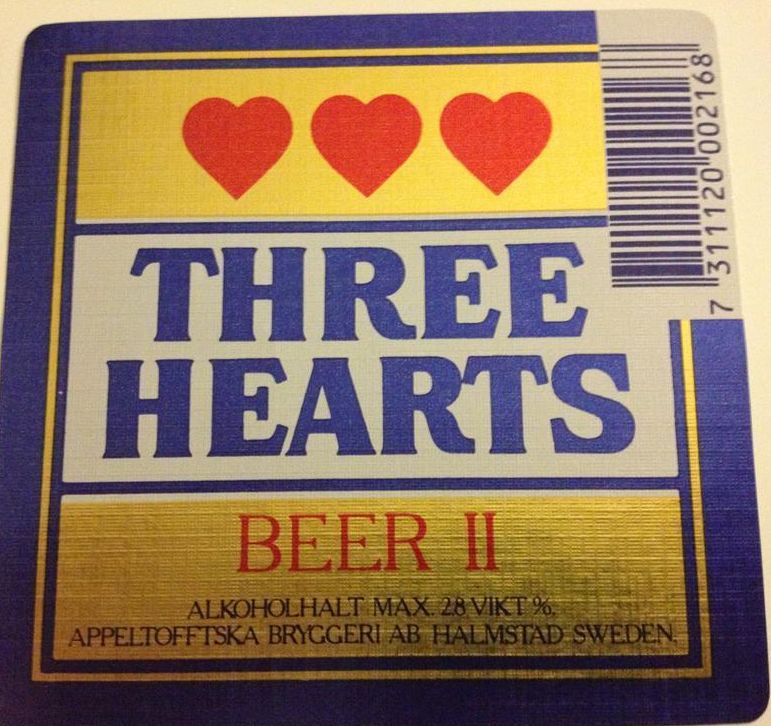 THREE
HEARTS
BEER II
ALKOHOLHALT MAX. 2.8 VIKT %.
APPELTOFFTSKA BRYGGERI AB HALMSTAD SWEDEN.
7 311120 002168